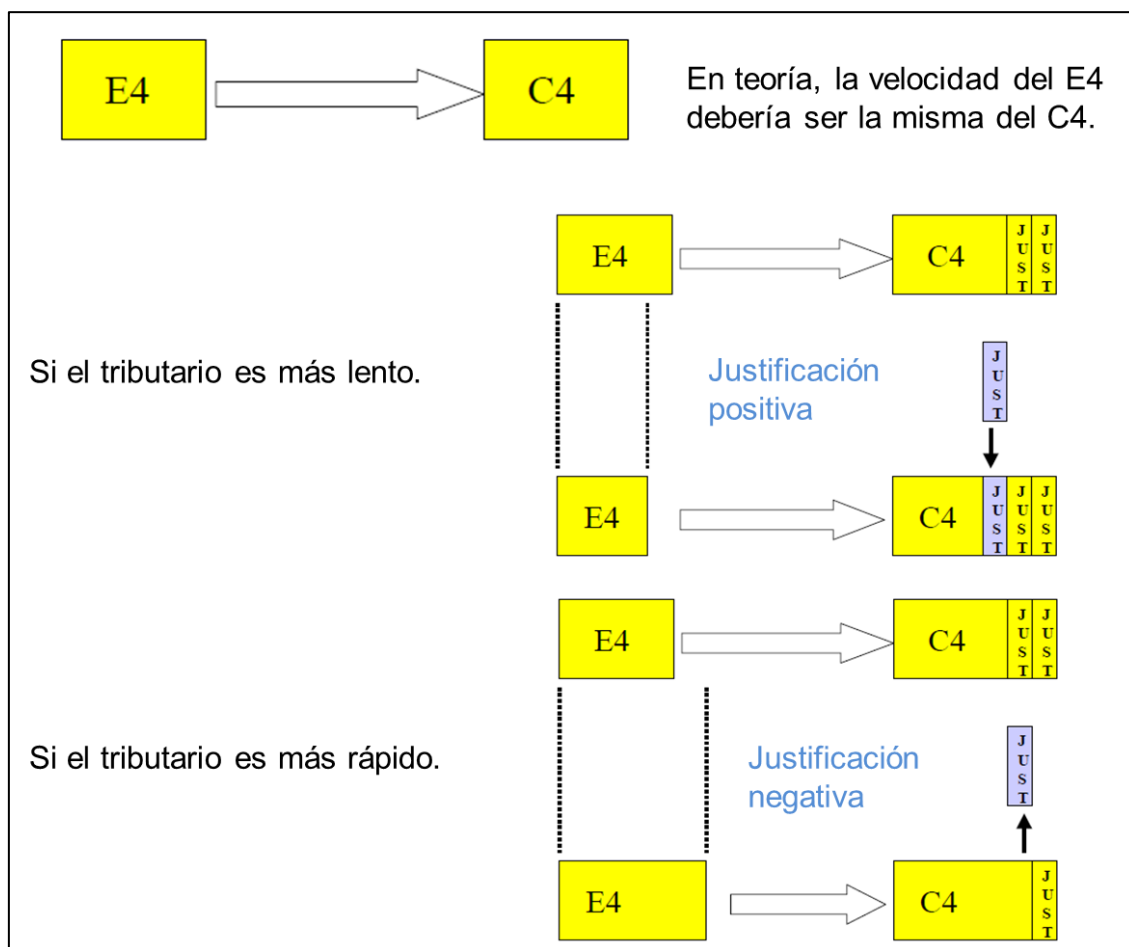 E4
C4
En teoría, la velocidad del E4
debería ser la misma del C4.
E4
C4
JUST
JUST
Si el tributario es más lento.
Justificación
positiva
JUST
E4
C4
JUST
JUST
JUST
E4
C4
JUST
JUST
Si el tributario es más rápido.
Justificación
negativa
JUST
E4
C4
JUST